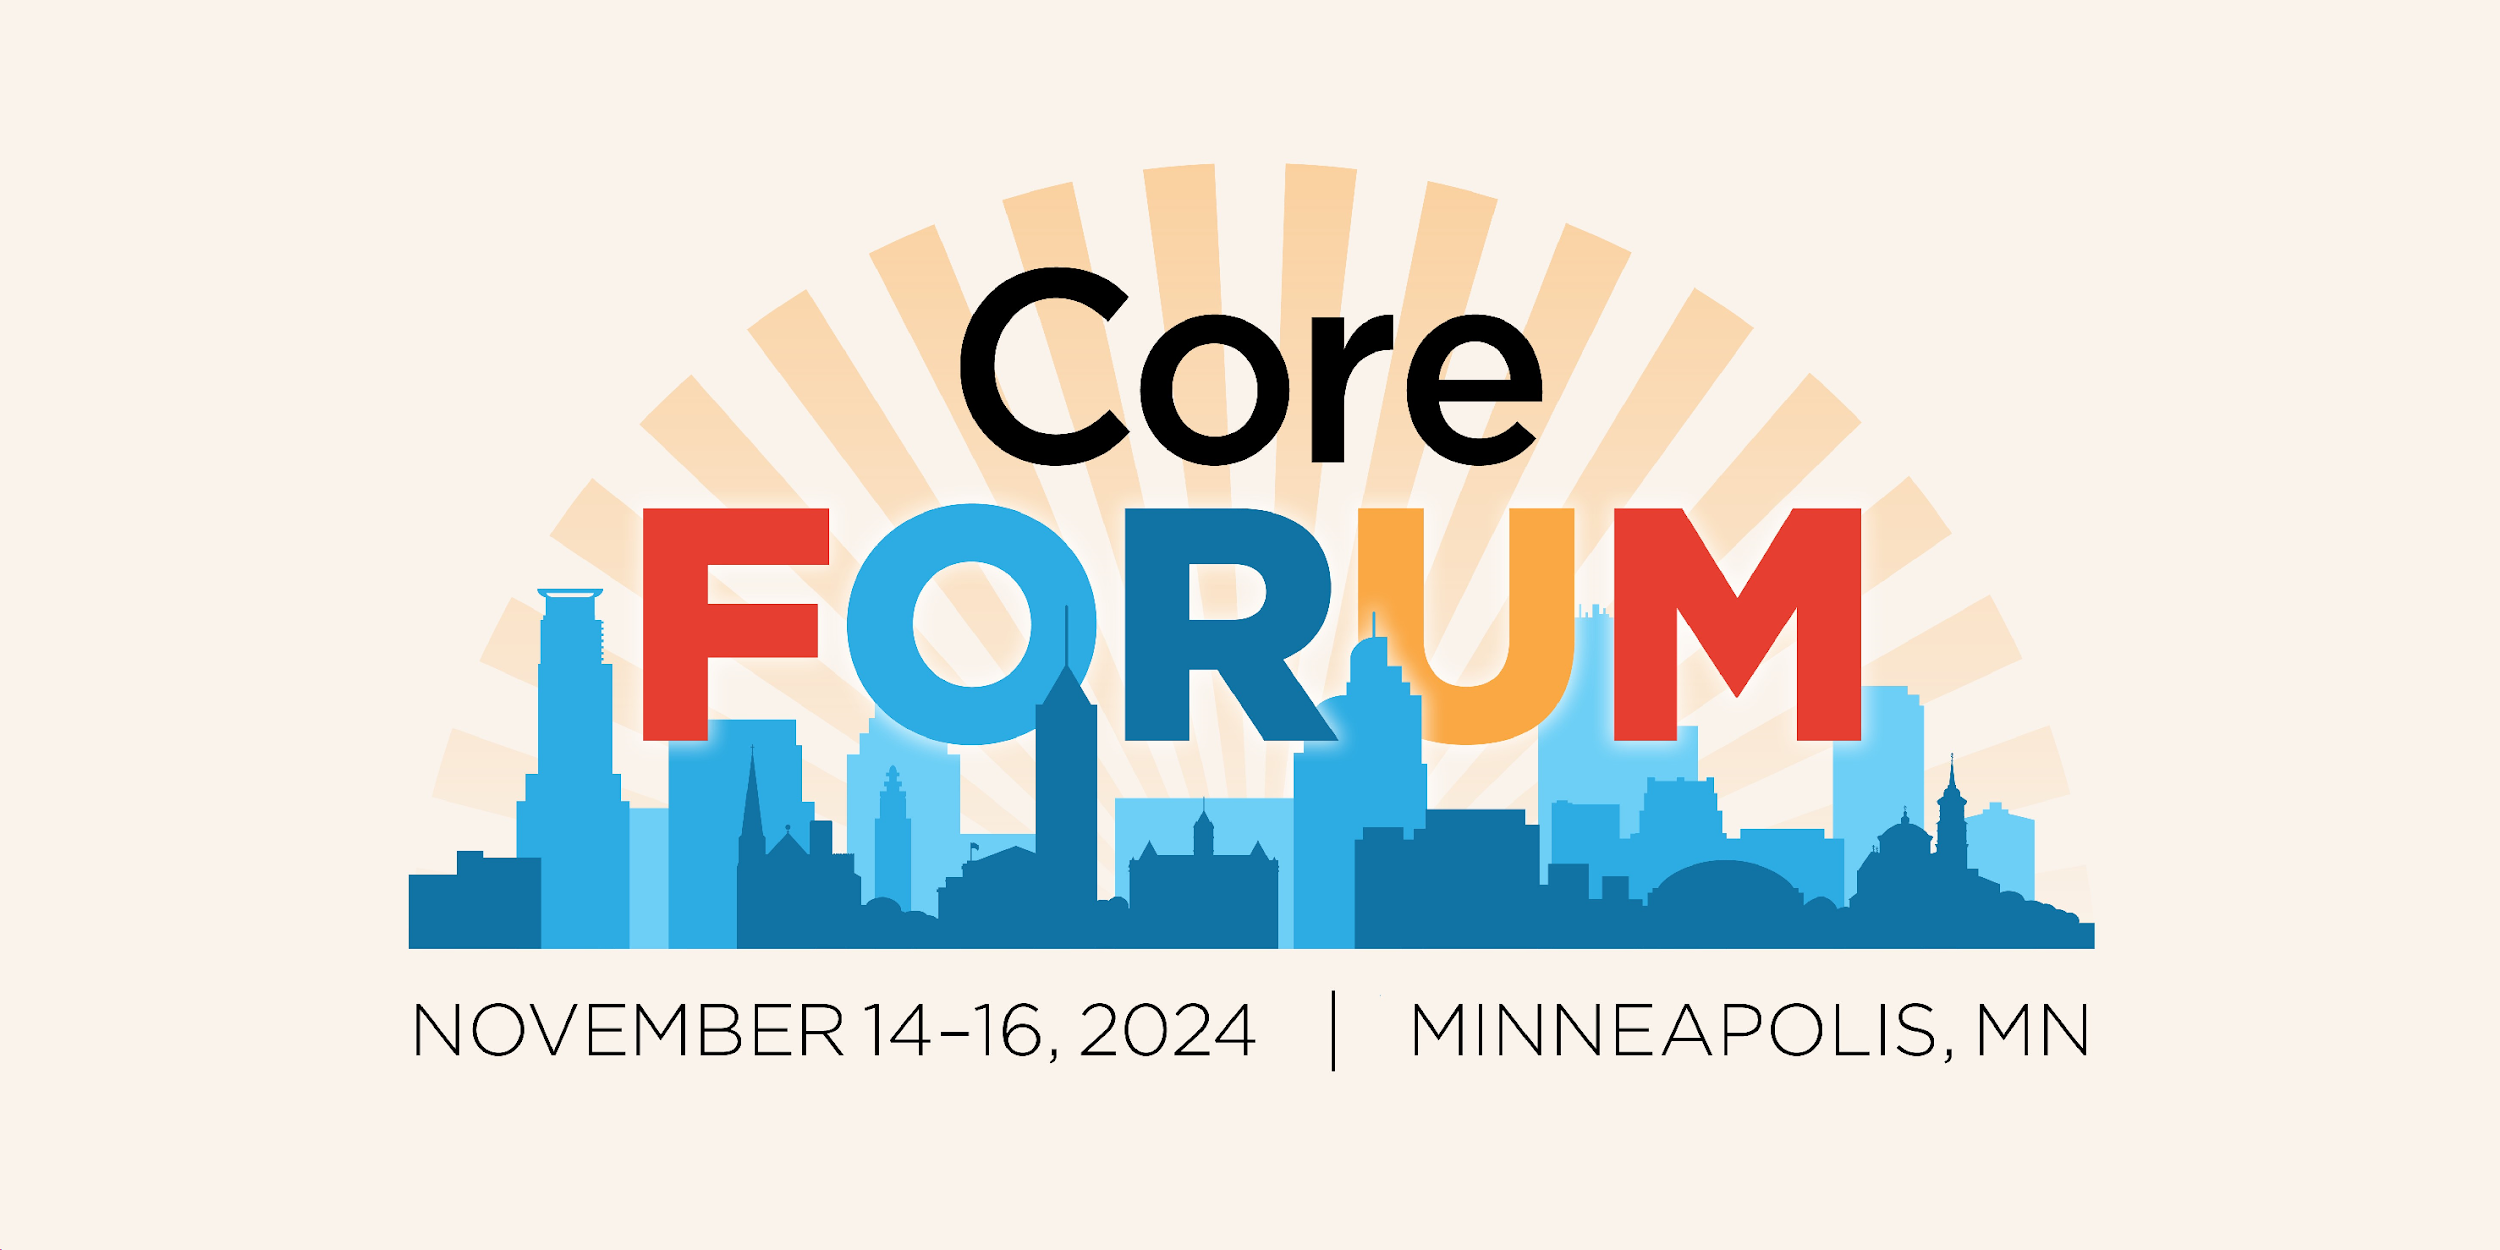 Core
FORUM
NOVEMBER 14–16, 2024 | MINNEAPOLIS, MN